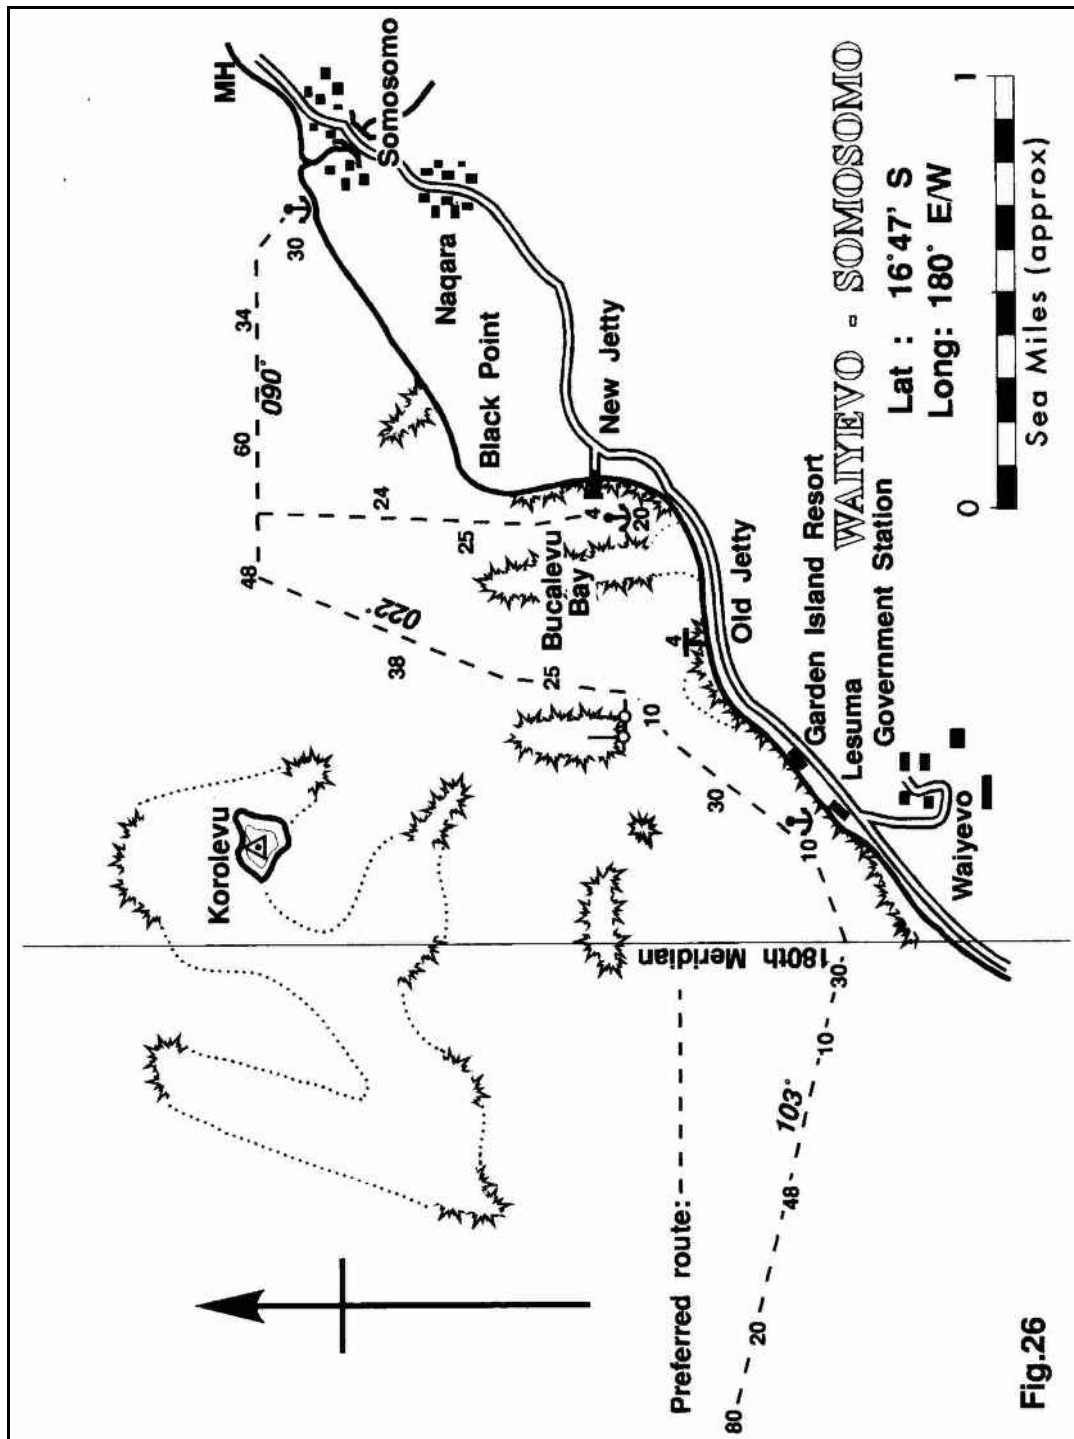 WAIYEVO - SOMOSOMO
Lat : 16°47' S
Long: 180° E/W
0 1
Sea Miles (approx)
MH
Somosomo
Naqara
Black Point
New Jetty
Bucalevu
Bay
Old Jetty
Garden Island Resort
Lesuma
Government Station
Waiyevo
Korolevu
180th Meridian
Preferred route:
090°
022°
103°
30
34
60
48
24
25
4
20
38
25
10
4
30
10
30
10
48
20
80
Fig.26